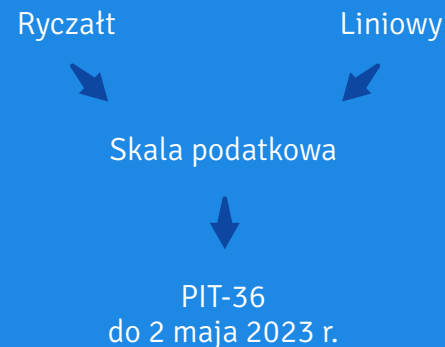 Ryczałt
Liniowy
Skala podatkowa
PIT-36
do 2 maja 2023 r.